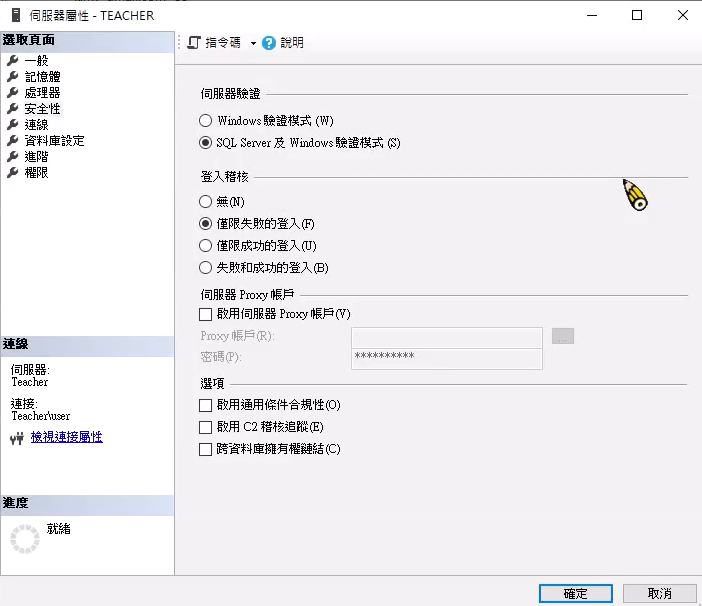 伺服器屬性 - TEACHER
選取頁面
一般
記憶體
處理器
安全性
連線
資料庫設定
進階
權限
指令碼
說明
伺服器驗證
Windows 驗證模式 (W)
SQL Server 及 Windows 驗證模式 (S)
登入稽核
無(N)
僅限失敗的登入(F)
僅限成功的登入(U)
失敗和成功的登入(B)
伺服器 Proxy 帳戶
啟用伺服器 Proxy 帳戶(V)
Proxy 帳戶(R):
...
密碼(P):
**********
選項
啟用通用條件合規性(O)
啟用 C2 稽核追蹤(E)
跨資料庫擁有權鏈結(C)
連線
伺服器:
Teacher
連接:
Teacher\user
檢視連接屬性
進度
就緒
確定
取消